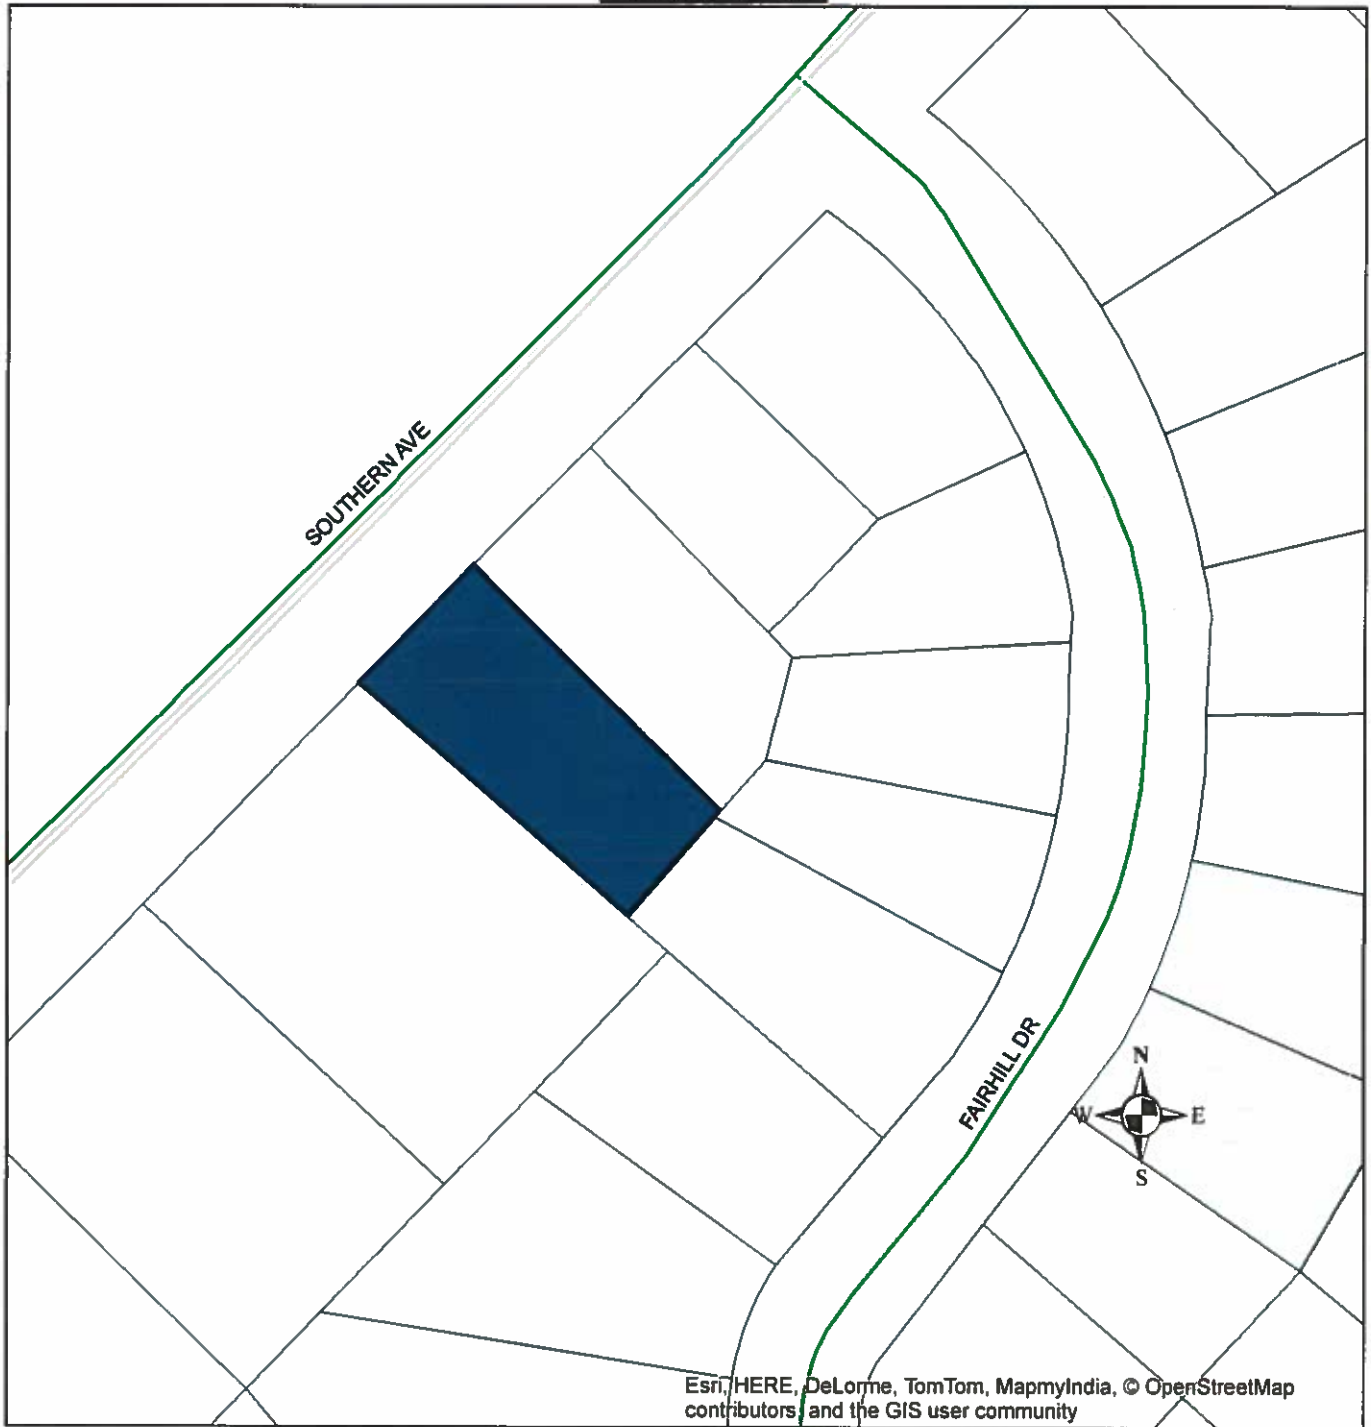 SOUTHERN AVE
FAIRHILL DR
N
W E
S
Esri, HERE, DeLorme, TomTom, MapmyIndia, © OpenStreetMap
contributors, and the GIS user community